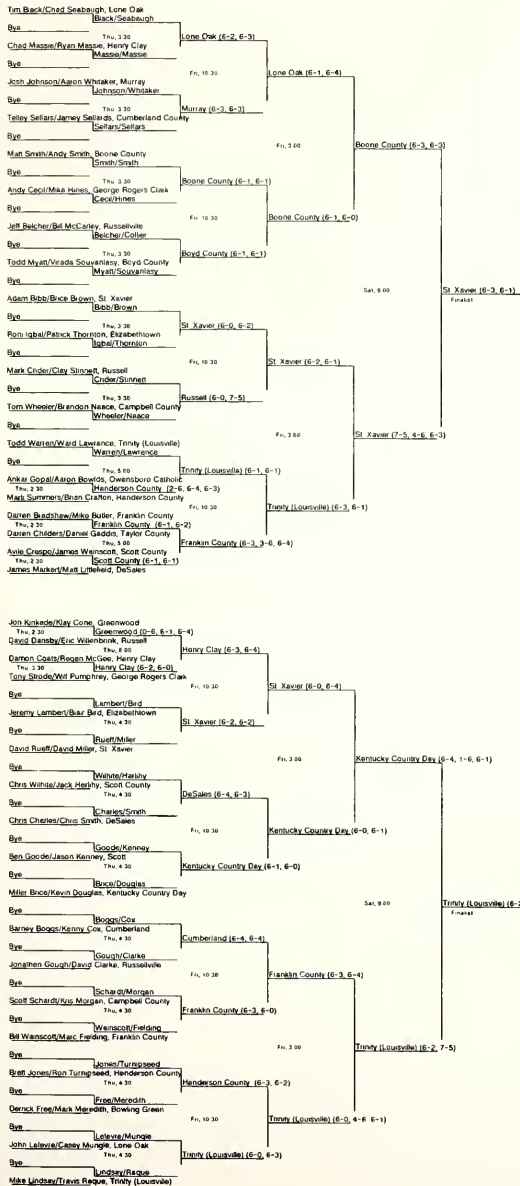 Tim Black/Chad Seabaugh, Lone Oak
Black/Seabaugh
Bye
Thu, 3 30
Lone Oak (6-2, 6-3)
Chad Massie/Ryan Massie, Henry Clay
Massie/Massie
Bye
Fri, 10 30
Lone Oak (6-1, 6-4)
Josh Johnson/Aaron Whitaker, Murray
Johnson/Whitaker
Bye
Thu, 3 30
Murray (6-3, 6-3)
Telley Sellars/Jamey Sellards, Cumberland County
Sellars/Sellars
Bye
Fri, 3 00
Boone County (6-3, 6-3)
Matt Smith/Andy Smith, Boone County
Smith/Smith
Bye
Thu, 3 30
Boone County (6-1, 6-1)
Andy Cecil/Mike Hines, George Rogers Clark
Cecil/Hines
Bye
Fri, 10 30
Boone County (6-1, 6-0)
Jeff Belcher/Bill McCarley, Russellville
Belcher/Collier
Bye
Thu, 3 30
Boyd County (6-1, 6-1)
Todd Myatt/Virada Souvanlasy, Boyd County
Myatt/Souvanlasy
Bye
Sat, 9 00
St Xavier (6-3, 6-1)
Finalist
Adam Bibb/Brice Brown, St Xavier
Bibb/Brown
Bye
Thu, 3 30
St Xavier (6-0, 6-2)
Roni Iqbal/Patrick Thornton, Elizabethtown
Iqbal/Thornton
Bye
Fri, 10 30
St Xavier (6-2, 6-1)
Mark Crider/Clay Stinnett, Russell
Crider/Stinnett
Bye
Thu, 3 30
Russell (6-0, 7-5)
Tom Wheeler/Brandon Naace, Campbell County
Wheeler/Naace
Bye
Fri, 3 00
St Xavier (7-5, 4-6, 6-3)
Todd Warren/Ward Lawrence, Trinity (Louisville)
Warren/Lawrence
Bye
Thu, 5 00
Trinity (Louisville) (6-1, 6-1)
Ankar Gopal/Aaron Bowlds, Owensboro Catholic
Thu, 2 30
Handerson County (2-6, 6-4, 6-3)
Mark Summers/Brian Crafton, Handerson County
Fri, 10 30
Trinity (Louisville) (6-3, 6-1)
Darren Bradshaw/Mike Butler, Franklin County
Thu, 2 30
Franklin County (6-1, 6-2)
Darren Childers/Daniel Gaddis, Taylor County
Thu, 5 00
Franklin County (6-3, 3-6, 6-4)
Avile Crespo/James Weinscott, Scott County
Thu, 2 30
Scott County (6-1, 6-1)
James Markert/Matt Littlefield, DeSales
Jon Kinkede/Klay Cone, Greenwood
Thu, 2 30
Greenwood (0-6, 6-1, 6-4)
David Dansby/Eric Willenbrink, Russell
Thu, 6 00
Henry Clay (6-3, 6-4)
Damon Coats/Regen McGee, Henry Clay
Thu, 3 30
Henry Clay (6-2, 6-0)
Tony Strode/Will Pumphrey, George Rogers Clark
Fri, 10 30
St Xavier (6-0, 6-4)
Bye
Lambert/Bird
Jeremy Lambert/Blair Bird, Elizabethtown
Thu, 4 30
St Xavier (6-2, 6-2)
Bye
Rueff/Miller
David Rueff/David Miller, St Xavier
Fri, 3 00
Kentucky Country Day (6-4, 1-6, 6-1)
Bye
Wilhite/Herlihy
Chris Wilhite/Jack Herlihy, Scott County
Thu, 4 30
DeSales (6-4, 6-3)
Bye
Charles/Smith
Chris Charles/Chris Smith, DeSales
Fri, 10 30
Kentucky Country Day (6-0, 6-1)
Bye
Goode/Kenney
Ben Goode/Jason Kenney, Scott
Thu, 4 30
Kentucky Country Day (6-1, 6-0)
Bye
Brice/Douglas
Miller Brice/Kevin Douglas, Kentucky Country Day
Sat, 9 00
Trinity (Louisville) (6-2
Finalist
Bye
Boggs/Cox
Barney Boggs/Kenny Cox, Cumberland
Thu, 4 30
Cumberland (6-4, 6-4)
Bye
Gough/Clarke
Jonathen Gough/David Clarke, Russellville
Fri, 10 30
Franklin County (6-3, 6-4)
Bye
Schardt/Morgan
Scott Schardt/Kris Morgan, Campbell County
Thu, 4 30
Franklin County (6-3, 6-0)
Bye
Weinscott/Fielding
Bill Wainscott/Marc Fielding, Franklin County
Fri, 3 00
Trinity (Louisville) (6-2, 7-5)
Bye
Jones/Turnipseed
Brett Jones/Ron Turnipseed, Henderson County
Thu, 4 30
Henderson County (6-3, 6-2)
Bye
Free/Meredith
Derrick Free/Mark Meredith, Bowling Green
Fri, 10 30
Trinity (Louisville) (6-0, 4-6, 6-1)
Bye
Lelevre/Mungle
John Lelevre/Casey Mungle, Lone Oak
Thu, 4 30
Trinity (Louisville) (6-0, 6-3)
Bye
Lindsay/Raque
Mike Lindsay/Travis Reque, Trinity (Louisville)